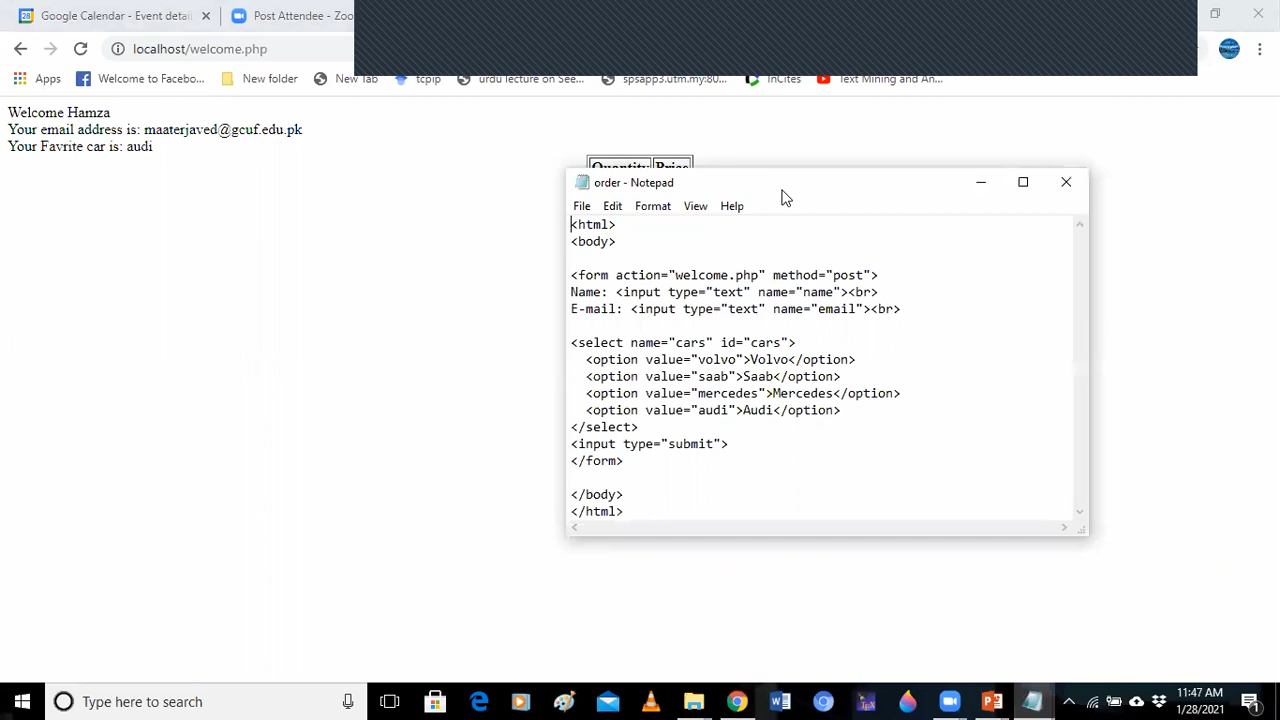 Google Calendar - Event detai
Post Attendee - Zoo
localhost/welcome.php
Apps
Welcome to Facebo...
New folder
New Tab
tcpip
urdu lecture on See...
spsapp3.utm.my:80...
InCites
Text Mining and An...
Welcome Hamza
Your email address is: maaterjaved@gcuf.edu.pk
Your Favrite car is: audi
Quantity Price
order - Notepad
File Edit Format View Help
<html>
<body>
<form action="welcome.php" method="post">
Name: <input type="text" name="name"><br>
E-mail: <input type="text" name="email"><br>
<select name="cars" id="cars">
<option value="volvo">Volvo</option>
<option value="saab">Saab</option>
<option value="mercedes">Mercedes</option>
<option value="audi">Audi</option>
</select>
<input type="submit">
</form>
</body>
</html>
Type here to search
11:47 AM
1/28/2021